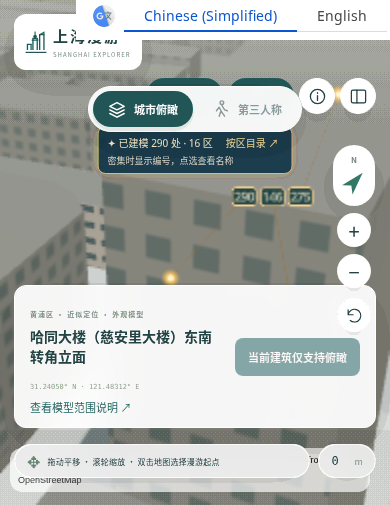 Chinese (Simplified)
English
上海漫游
SHANGHAI EXPLORER
城市俯瞰
第三人称
✦ 已建模 290 处 · 16 区
按区目录 ↗
密集时显示编号，点选查看名称
290
146
275
N
+
−
黄浦区 · 近似定位 · 外观模型
哈同大楼（慈安里大楼）东南
转角立面
当前建筑仅支持俯瞰
31.24050° N · 121.48312° E
查看模型范围说明 ↗
拖动平移 · 滚轮缩放 · 双击地图选择漫游起点
0 m
OpenStreetMap